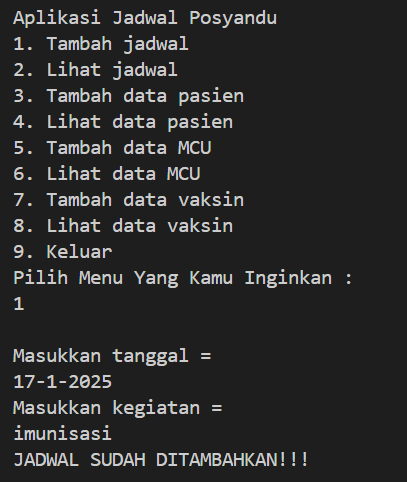 Aplikasi Jadwal Posyandu
1. Tambah jadwal
2. Lihat jadwal
3. Tambah data pasien
4. Lihat data pasien
5. Tambah data MCU
6. Lihat data MCU
7. Tambah data vaksin
8. Lihat data vaksin
9. Keluar
Pilih Menu Yang Kamu Inginkan :
1
Masukkan tanggal =
17-1-2025
Masukkan kegiatan =
imunisasi
JADWAL SUDAH DITAMBAHKAN!!!